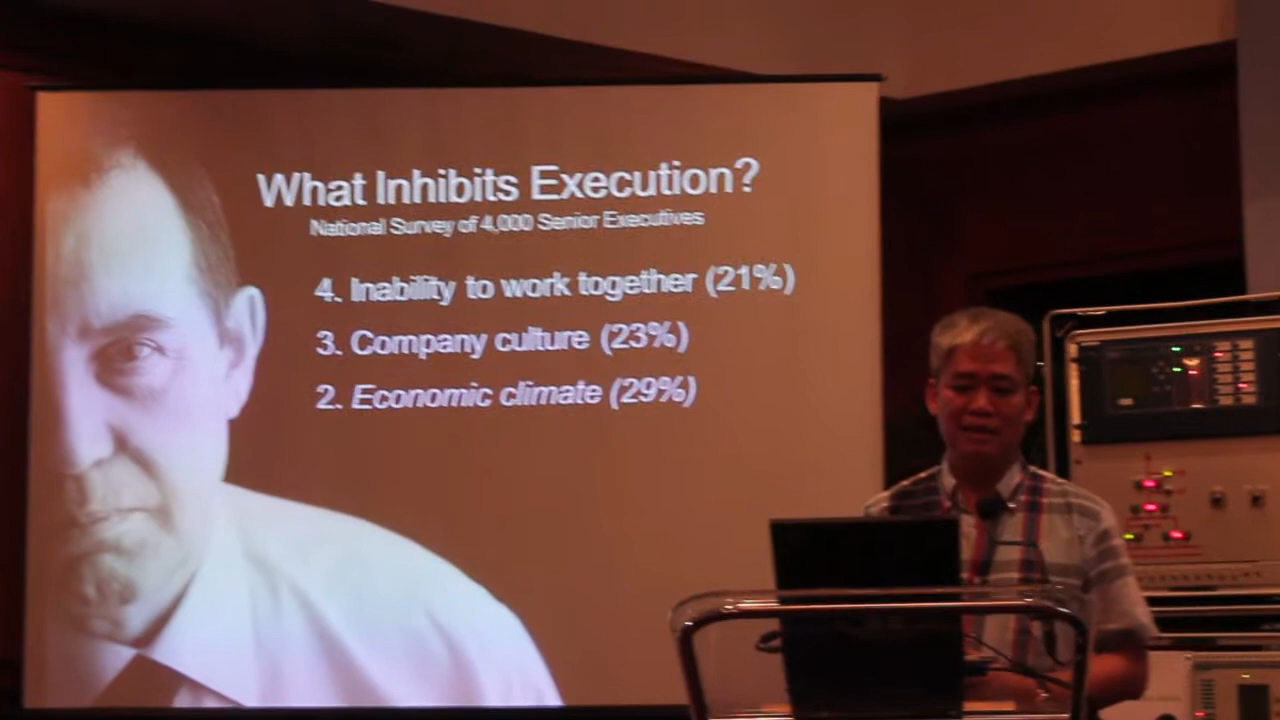 What Inhibits Execution?
National Survey of 4,000 Senior Executives
4. Inability to work together (21%)
3. Company culture (23%)
2. Economic climate (29%)